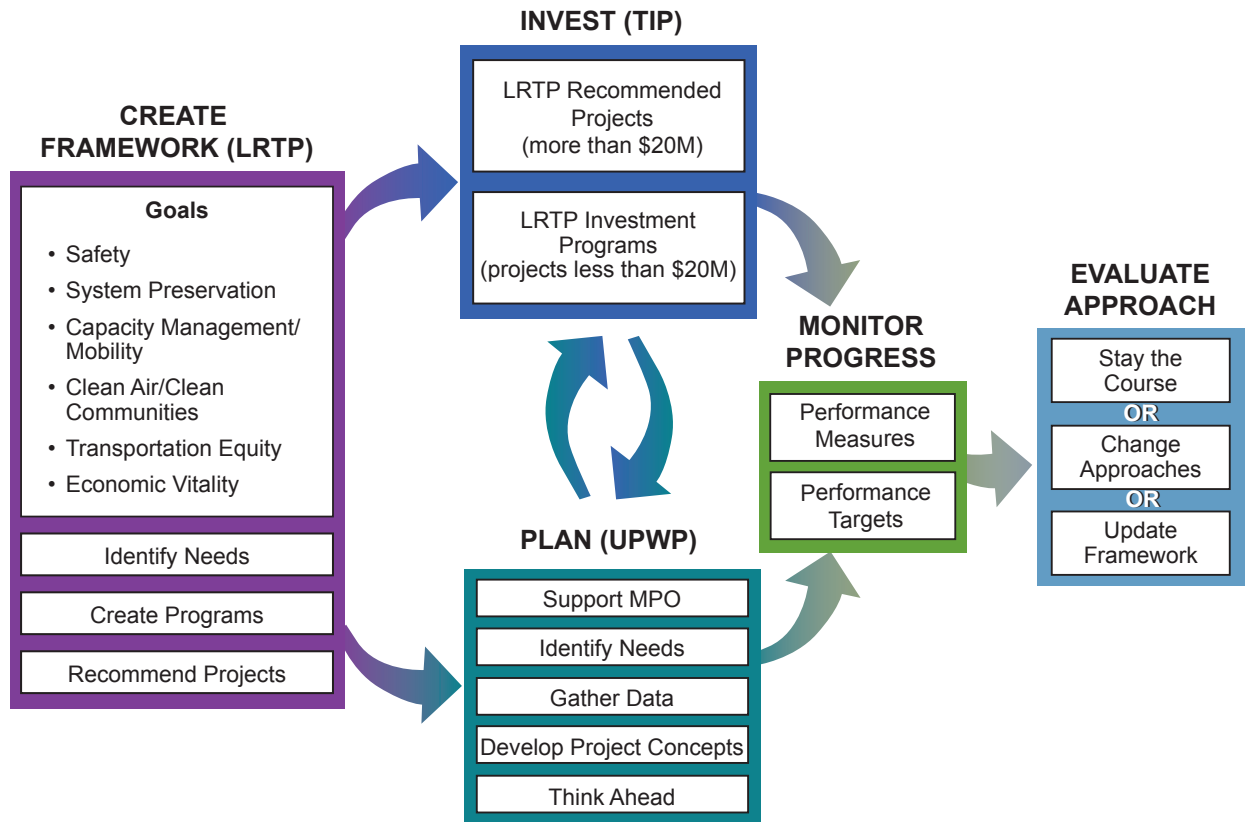 CREATE
FRAMEWORK (LRTP)
Goals
• Safety
• System Preservation
• Capacity Management/
Mobility
• Clean Air/Clean
Communities
• Transportation Equity
• Economic Vitality
Identify Needs
Create Programs
Recommend Projects
INVEST (TIP)
LRTP Recommended
Projects
(more than $20M)
LRTP Investment
Programs
(projects less than $20M)
PLAN (UPWP)
Support MPO
Identify Needs
Gather Data
Develop Project Concepts
Think Ahead
MONITOR
PROGRESS
Performance
Measures
Performance
Targets
EVALUATE
APPROACH
Stay the
Course
OR
Change
Approaches
OR
Update
Framework